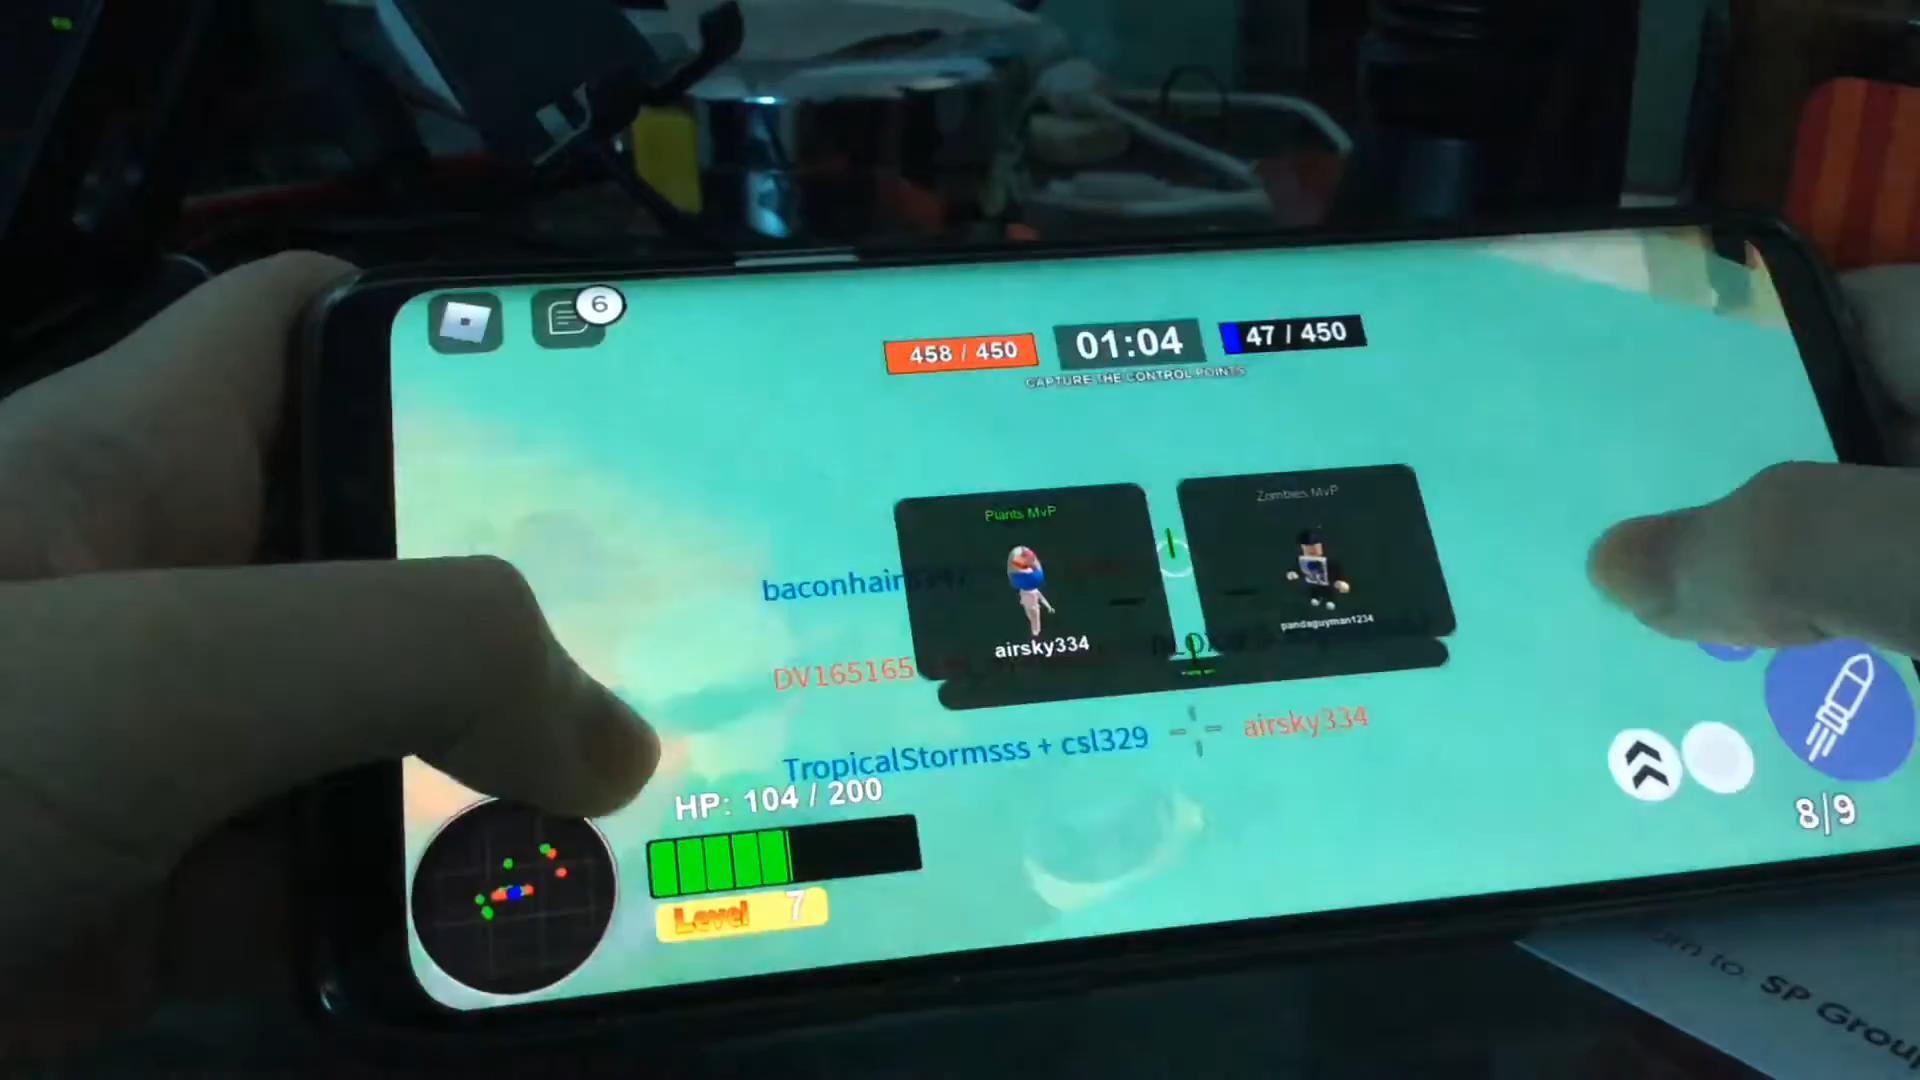 6
458 / 450
01:04
47 / 450
CAPTURE THE CONTROL POINTS
Plants MvP
Zombies MvP
airsky334
pandaguyman1234
DV165165
TropicalStormsss + csl329
airsky334
HP: 104 / 200
Level 7
8|9
to: SP Group